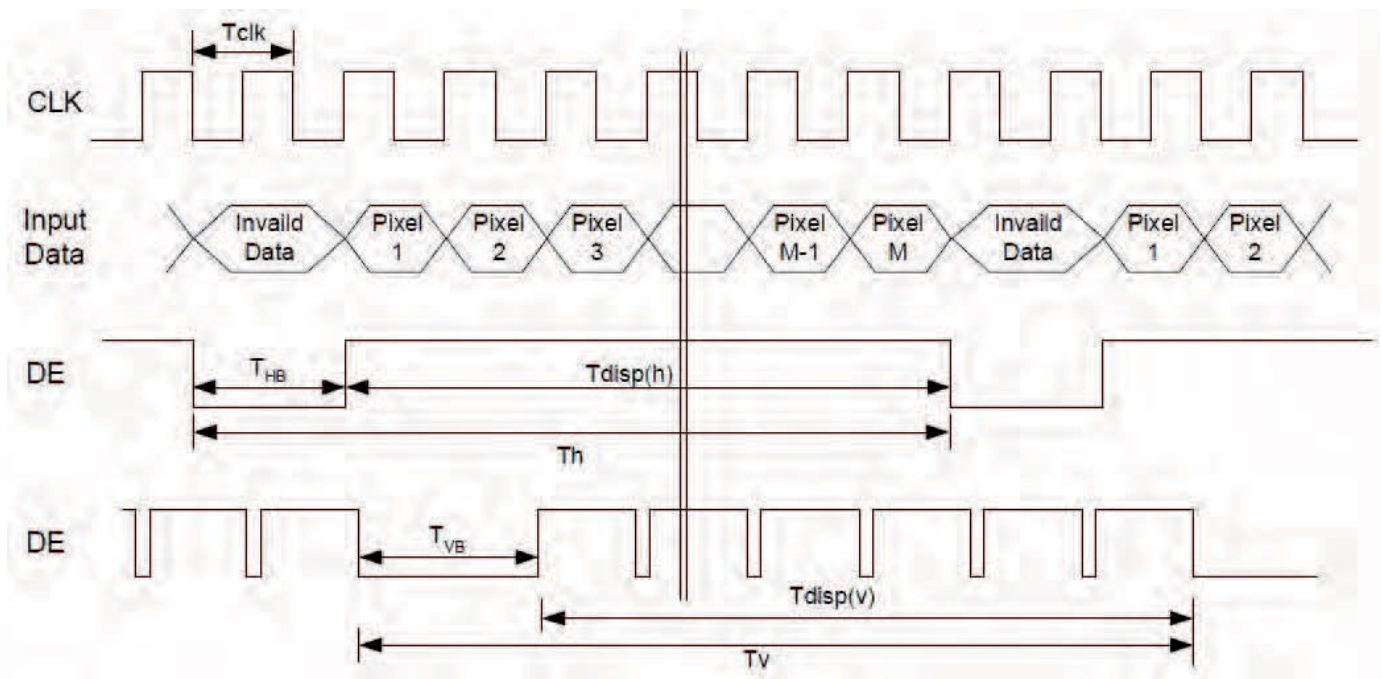 Tclk
CLK
Input
Data
Invaild
Data
Pixel
1
Pixel
2
Pixel
3
Pixel
M-1
Pixel
M
Invaild
Data
Pixel
1
Pixel
2
DE
THB
Tdisp(h)
Th
DE
TVB
Tdisp(v)
Tv